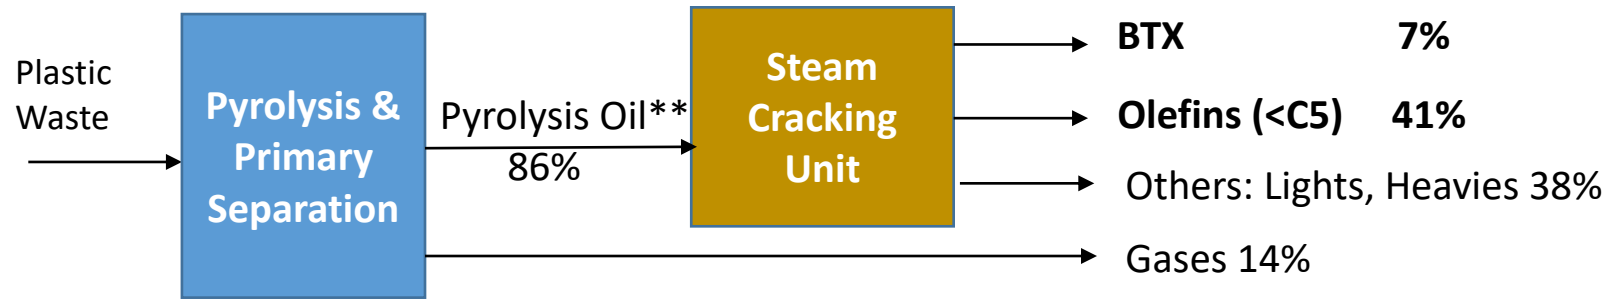 Plastic
Waste
Pyrolysis &
Primary
Separation
Pyrolysis Oil**
86%
Steam
Cracking
Unit
BTX 7%
Olefins (<C5) 41%
Others: Lights, Heavies 38%
Gases 14%